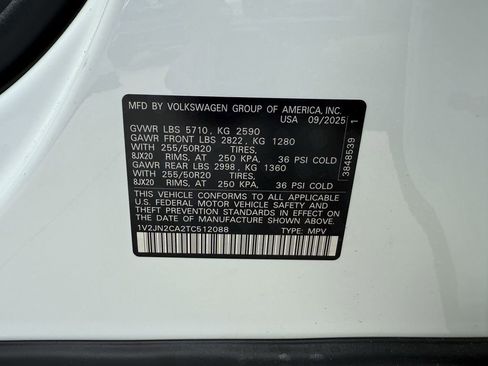 MFD BY VOLKSWAGEN GROUP OF AMERICA, INC.
USA 09/2025
GVWR LBS 5710, KG 2590
GAWR FRONT LBS 2822, KG 1280
WITH 255/50R20 TIRES,
8JX20 RIMS, AT 250 KPA, 36 PSI COLD
GAWR REAR LBS 2998, KG 1360
WITH 255/50R20 TIRES,
8JX20 RIMS, AT 250 KPA, 36 PSI COLD
THIS VEHICLE CONFORMS TO ALL APPLICABLE
U.S. FEDERAL MOTOR VEHICLE SAFETY AND
THEFT PREVENTION STANDARDS IN EFFECT ON
THE DATE OF MANUFACTURE SHOWN ABOVE
1V2JN2CA2TC512088 TYPE: MPV
3848539 1